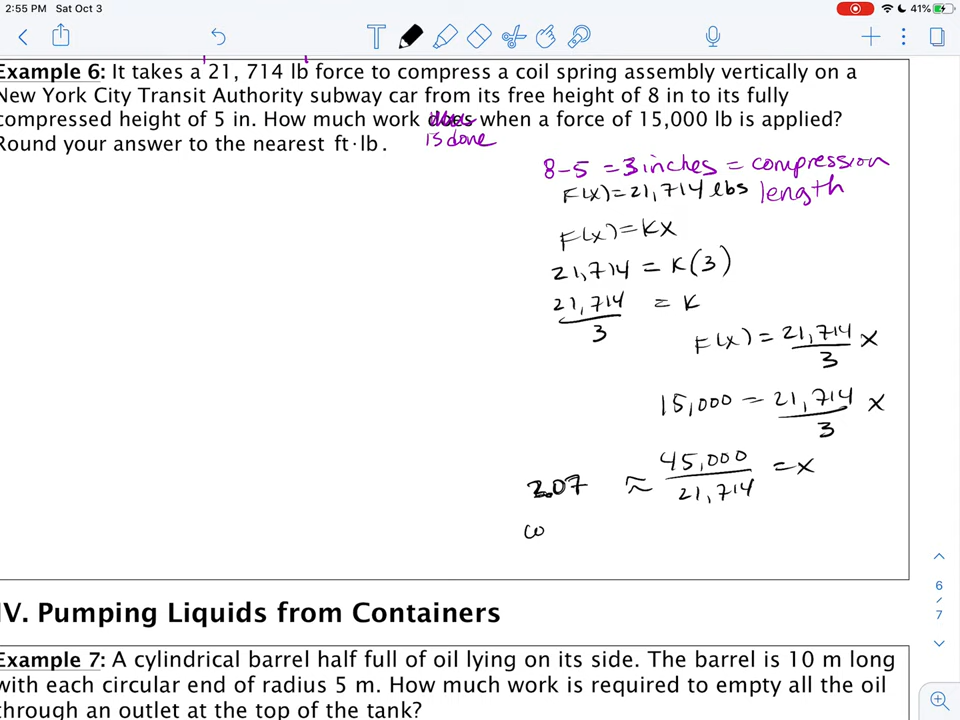 2:55 PM Sat Oct 3
41%
Example 6: It takes a 21, 714 lb force to compress a coil spring assembly vertically on a
New York City Transit Authority subway car from its free height of 8 in to its fully
compressed height of 5 in. How much work does when a force of 15,000 lb is applied?
is done
Round your answer to the nearest ft·lb.
8-5 = 3 inches = compression
F(x)=21,714 lbs length
F(x)=Kx
21,714 = K(3)
21,714/3 = K
F(x) = 21,714/3 x
15,000 = 21,714/3 x
2.07 ≈ 45,000/21,714 = x
co
IV. Pumping Liquids from Containers
6/7
Example 7: A cylindrical barrel half full of oil lying on its side. The barrel is 10 m long
with each circular end of radius 5 m. How much work is required to empty all the oil
through an outlet at the top of the tank?